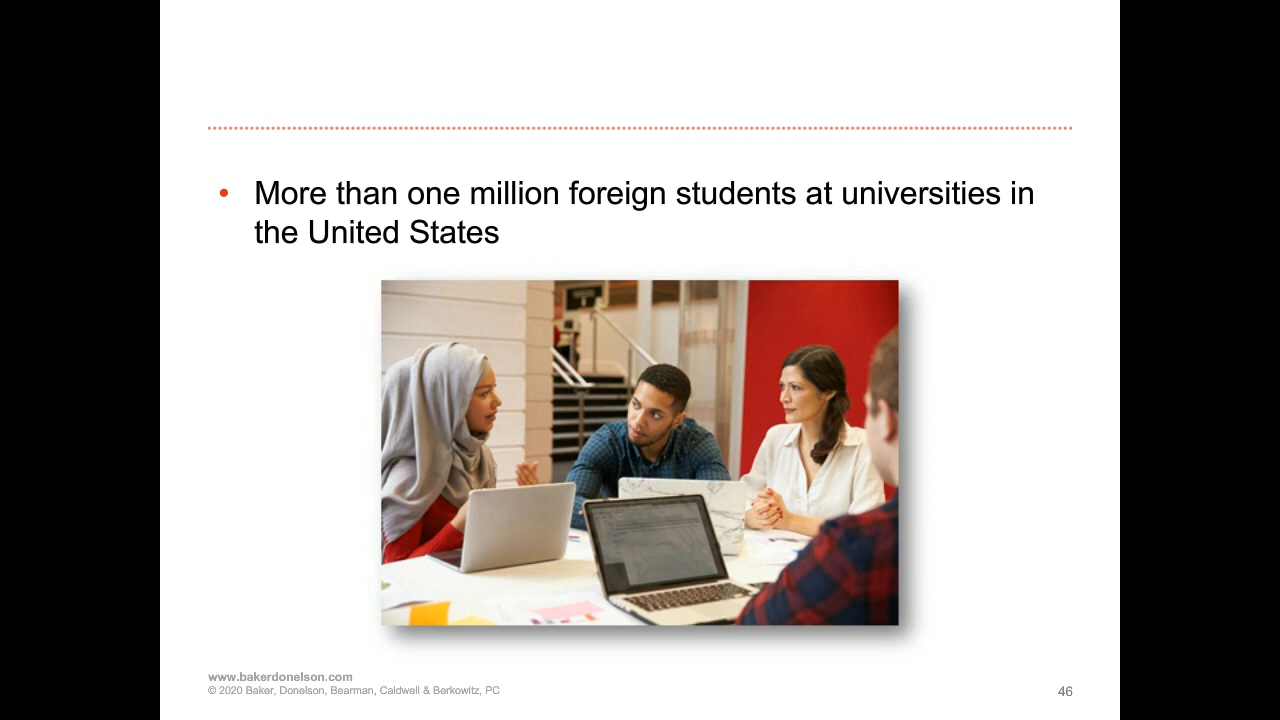 • More than one million foreign students at universities in
the United States
www.bakerdonelson.com
© 2020 Baker, Donelson, Bearman, Caldwell & Berkowitz, PC
46